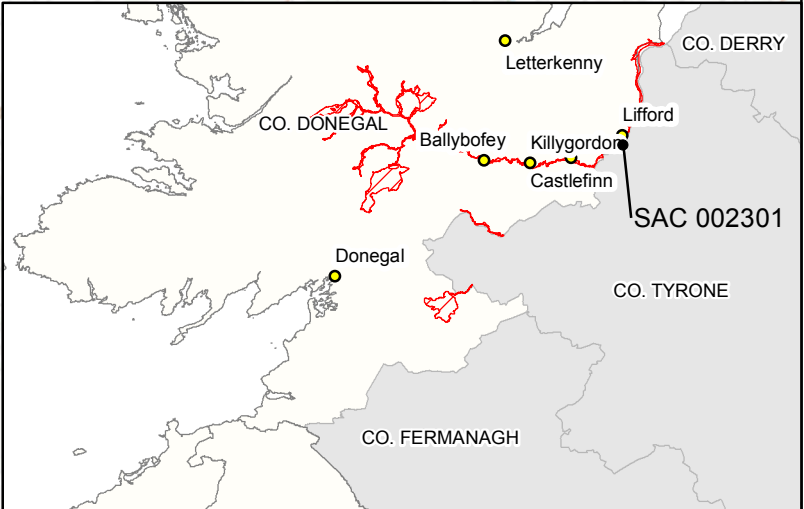 CO. DERRY
Letterkenny
Lifford
CO. DONEGAL
Ballybofey
Killygordon
Castlefinn
SAC 002301
Donegal
CO. TYRONE
CO. FERMANAGH